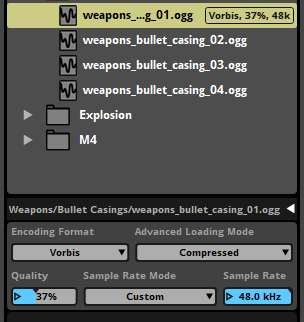 weapons_...g_01.ogg Vorbis, 37%, 48k
weapons_bullet_casing_02.ogg
weapons_bullet_casing_03.ogg
weapons_bullet_casing_04.ogg
Explosion
M4
Weapons/Bullet Casings/weapons_bullet_casing_01.ogg
Encoding Format Advanced Loading Mode
Vorbis Compressed
Quality Sample Rate Mode Sample Rate
37% Custom 48.0 kHz